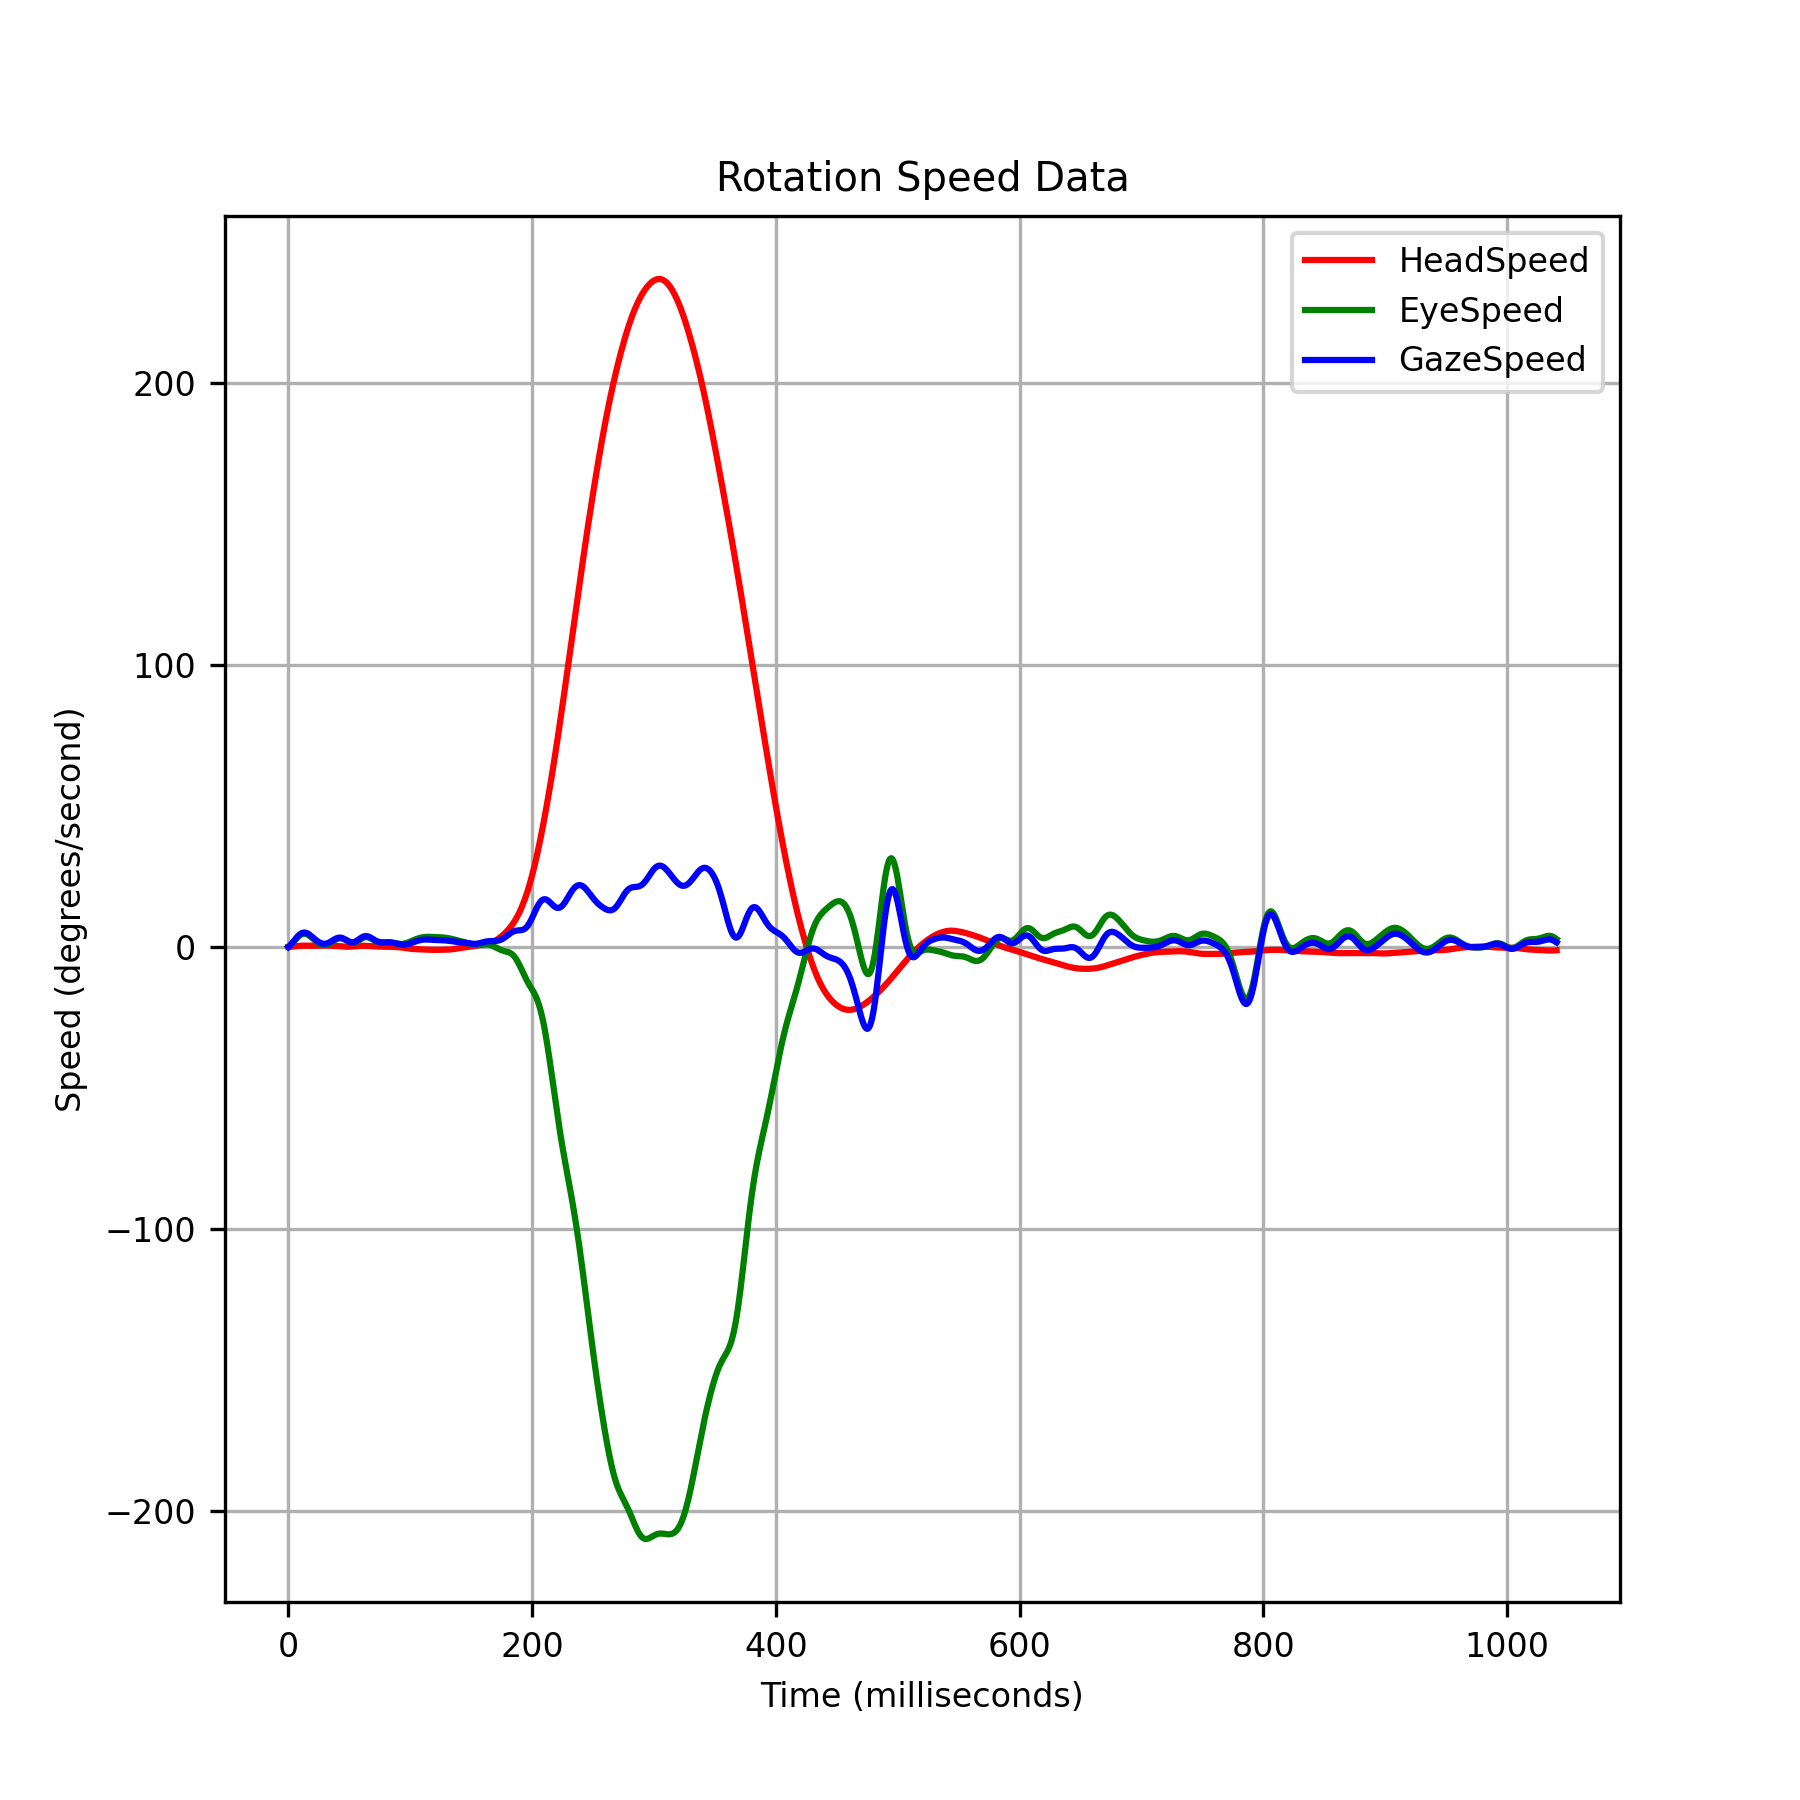 Rotation Speed Data
HeadSpeed
EyeSpeed
GazeSpeed
Speed (degrees/second)
200
100
0
−100
−200
0 200 400 600 800 1000
Time (milliseconds)